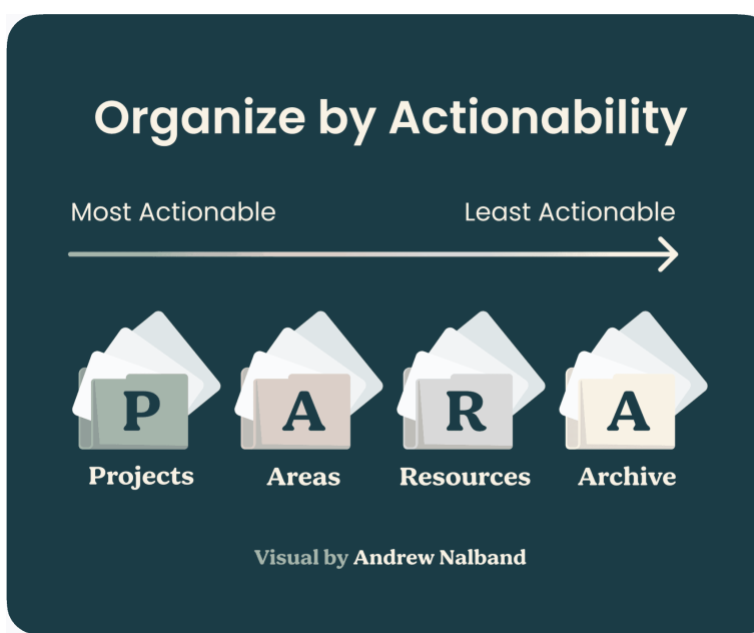 Organize by Actionability
Most Actionable
Least Actionable
P
A
R
A
Projects
Areas
Resources
Archive
Visual by Andrew Nalband